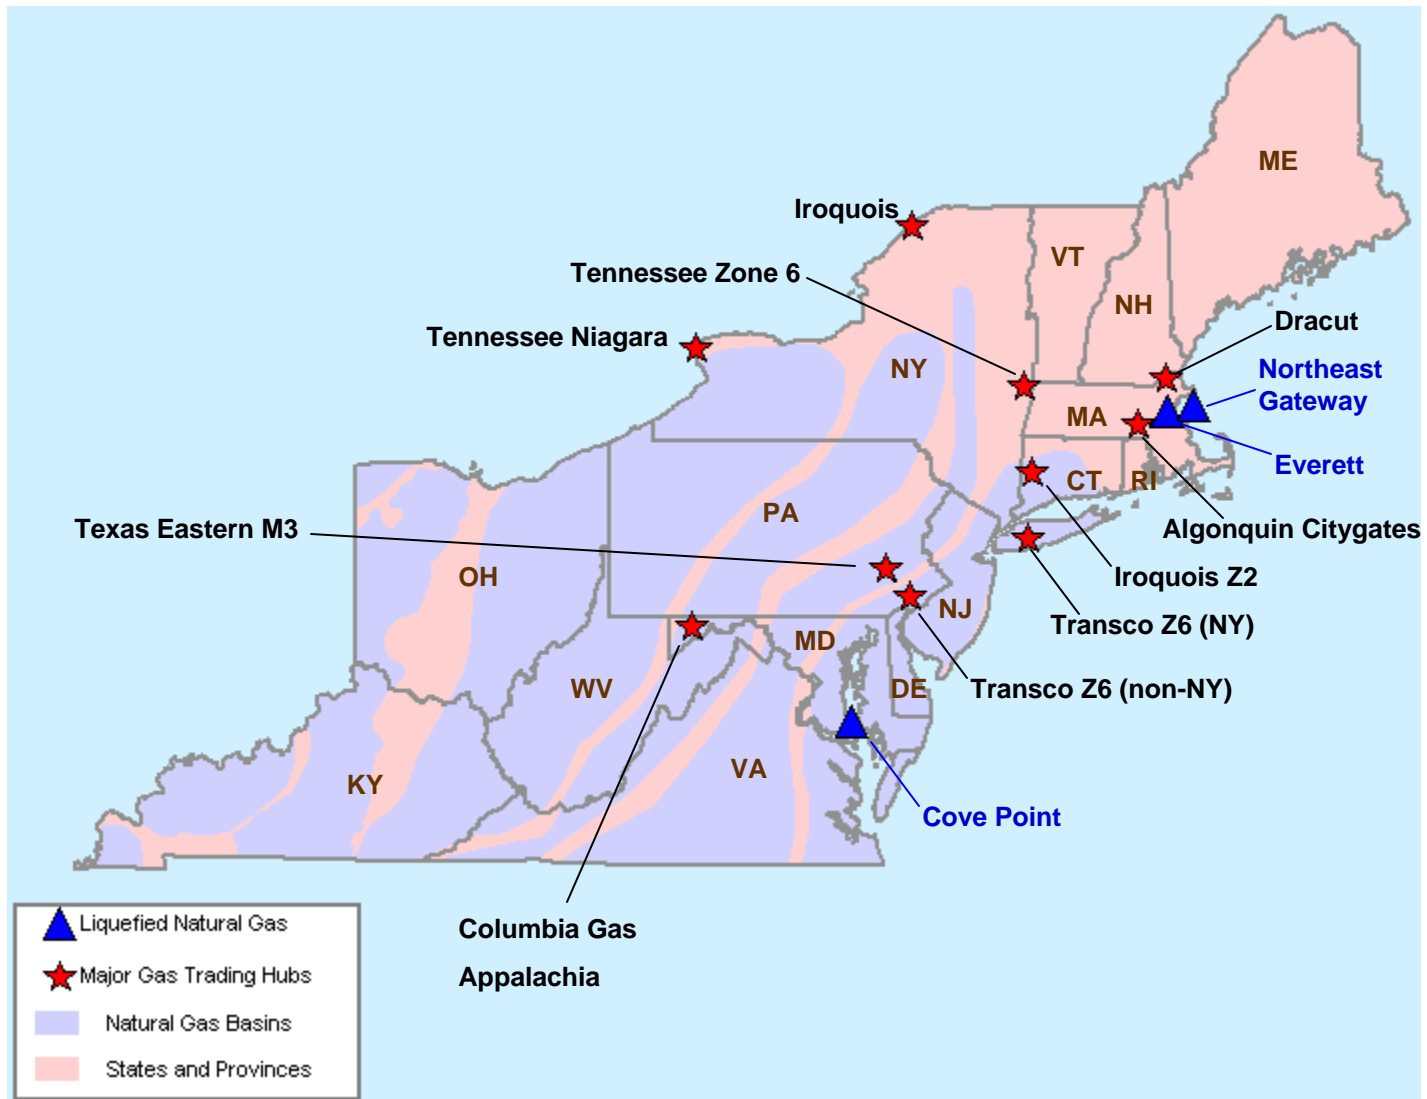 ME
Iroquois
VT
Tennessee Zone 6
NH
Dracut
Tennessee Niagara
NY
Northeast
Gateway
MA
Everett
CT
RI
PA
Texas Eastern M3
Algonquin Citygates
OH
Iroquois Z2
NJ
Transco Z6 (NY)
MD
WV
DE
Transco Z6 (non-NY)
VA
KY
Cove Point
Columbia Gas
Appalachia
Liquefied Natural Gas
Major Gas Trading Hubs
Natural Gas Basins
States and Provinces